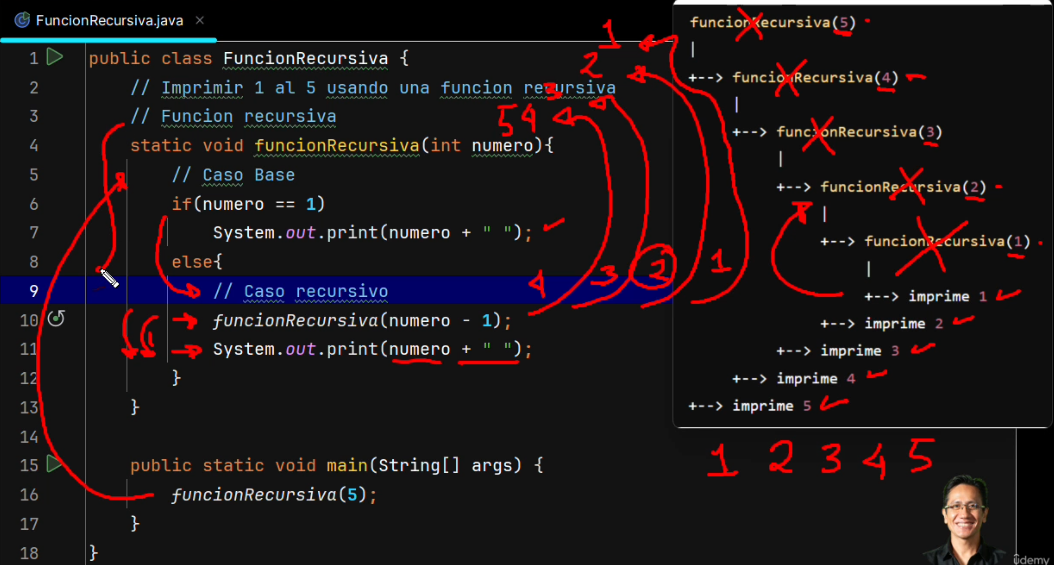 FuncionRecursiva.java ×
1 public class FuncionRecursiva {
2 // Imprimir 1 al 5 usando una funcion recursiva
3 // Funcion recursiva
4 static void funcionRecursiva(int numero){
5 // Caso Base
6 if(numero == 1)
7 System.out.print(numero + " ");
8 else{
9 // Caso recursivo
10 funcionRecursiva(numero - 1);
11 System.out.print(numero + " ");
12 }
13 }
14
15 public static void main(String[] args) {
16 funcionRecursiva(5);
17 }
18 }
1
2
3
5 4
4 3 2 1
funcionRecursiva(5)
|
+--> funcionRecursiva(4)
|
+--> funcionRecursiva(3)
|
+--> funcionRecursiva(2)
|
+--> funcionRecursiva(1)
|
+--> imprime 1
+--> imprime 2
+--> imprime 3
+--> imprime 4
+--> imprime 5
1 2 3 4 5
ûdemy